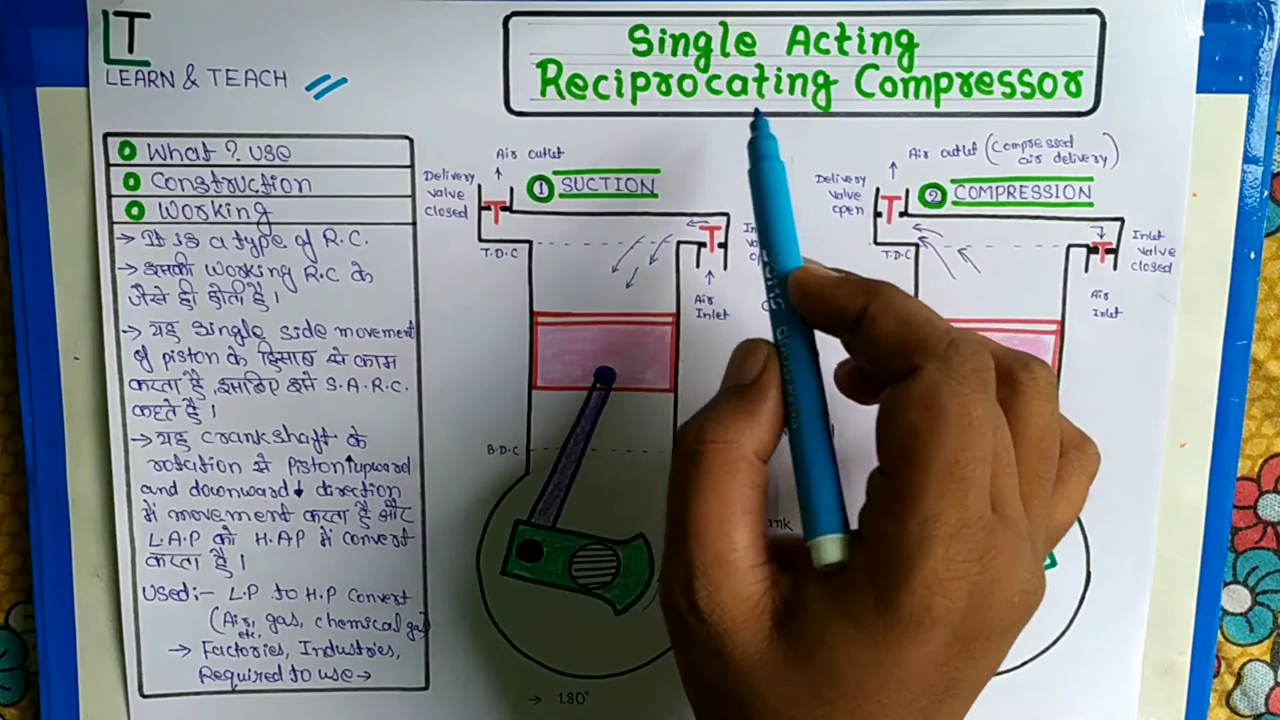 LT
LEARN & TEACH
Single Acting
Reciprocating Compressor
What? Use
Construction
Working
→ It is a type of R.C.
→ इसकी working R.C के
जैसे ही होती है।
→ यह single side movement
of piston के हिसाब से काम
करता है, इसलिए इसे S.A.R.C.
कहते है।
→ यह crankshaft के
rotation से piston ↑ upward
and downward ↓ direction
में movement करता है और
L.A.P को H.A.P में convert
करता है।
Used:- L.P to H.P convert
(Air, gas, chemical gas
etc.
→ Factories, Industries,
Required to use →
Air outlet
Delivery
valve
closed
① SUCTION
T.D.C
Air
Inlet
B.D.C
→ 180°
Air outlet (Compressed
air delivery)
Delivery
valve
open
② COMPRESSION
T.D.C
Inlet
valve
closed
Air
Inlet